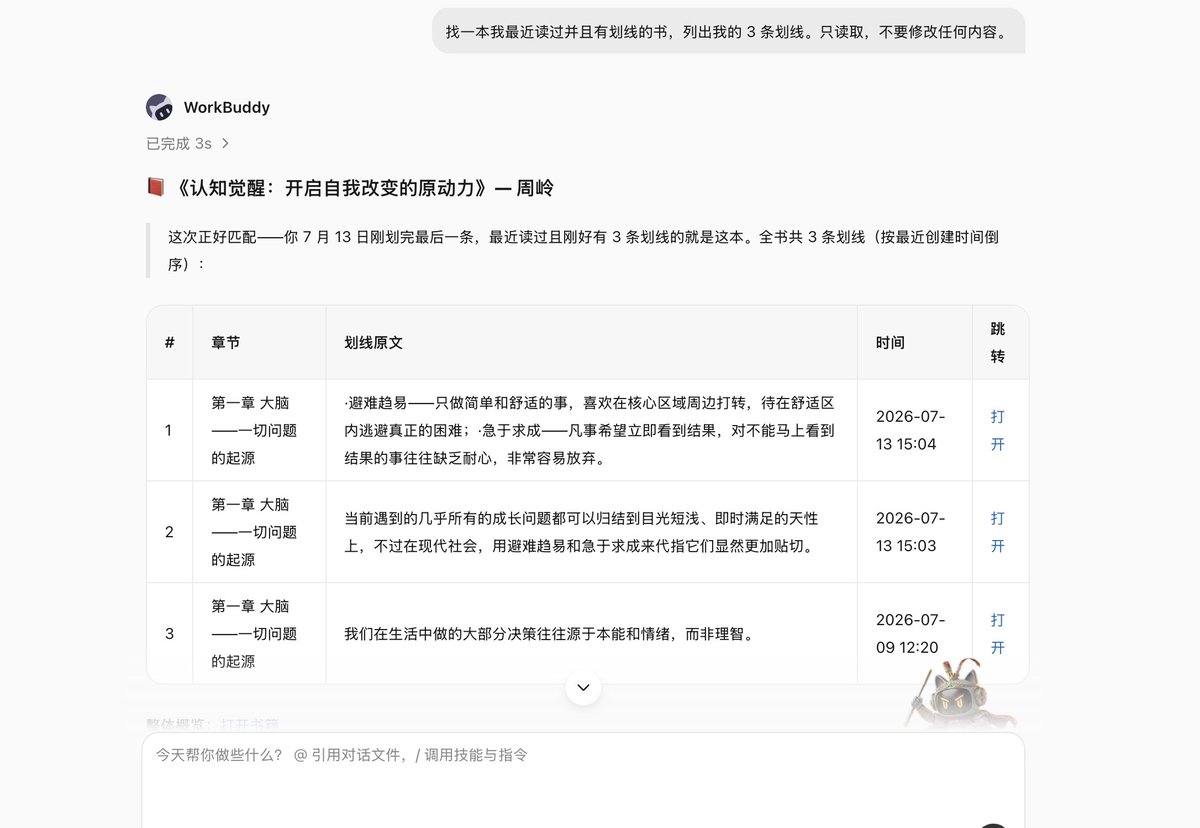 找一本我最近读过并且有划线的书，列出我的 3 条划线。只读取，不要修改任何内容。
WorkBuddy
已完成 3s >
《认知觉醒：开启自我改变的原动力》— 周岭
这次正好匹配——你 7 月 13 日刚划完最后一条，最近读过且刚好有 3 条划线的就是这本。全书共 3 条划线（按最近创建时间倒
序）：
# 章节 划线原文 时间 跳
转
1
第一章 大脑
——一切问题
的起源
·避难趋易——只做简单和舒适的事，喜欢在核心区域周边打转，待在舒适区
内逃避真正的困难；·急于求成——凡事希望立即看到结果，对不能马上看到
结果的事往往缺乏耐心，非常容易放弃。
2026-07-
13 15:04
打
开
2
第一章 大脑
——一切问题
的起源
当前遇到的几乎所有的成长问题都可以归结到目光短浅、即时满足的天性
上，不过在现代社会，用避难趋易和急于求成来代指它们显然更加贴切。
2026-07-
13 15:03
打
开
3
第一章 大脑
——一切问题
的起源
我们在生活中做的大部分决策往往源于本能和情绪，而非理智。
2026-07-
09 12:20
打
开
整体概览：打开书籍
今天帮你做些什么？ @ 引用对话文件，/ 调用技能与指令